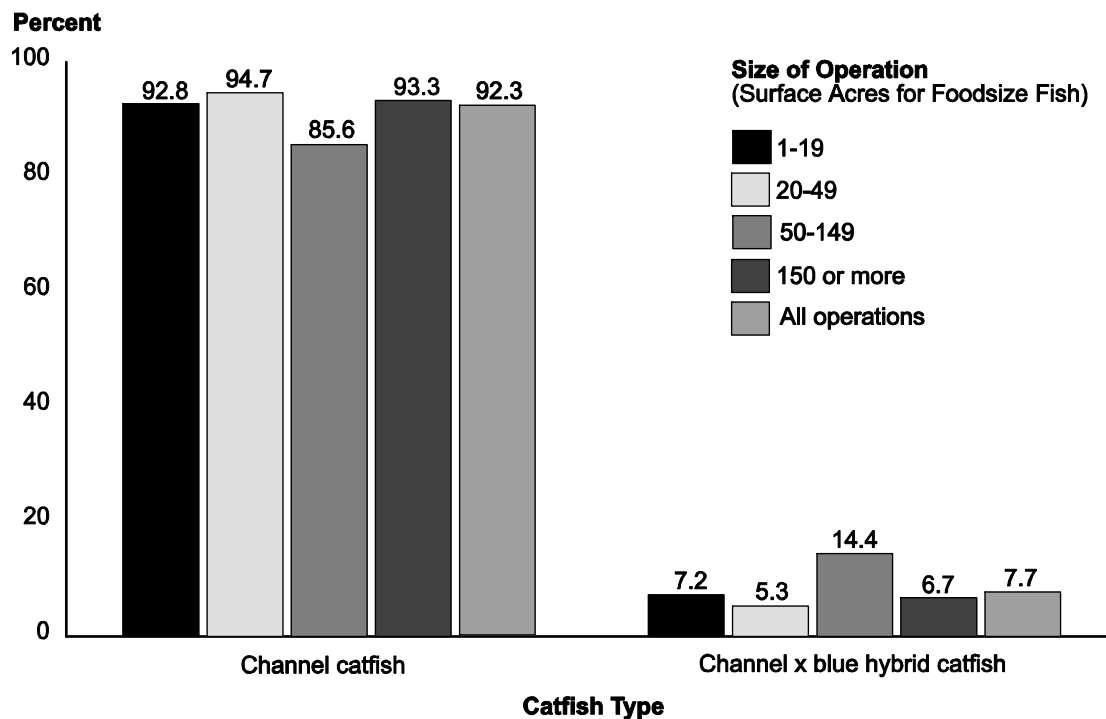 Percent
100
80
60
40
20
0
92.8
94.7
85.6
93.3
92.3
7.2
5.3
14.4
6.7
7.7
Size of Operation
(Surface Acres for Foodsize Fish)
1-19
20-49
50-149
150 or more
All operations
Channel catfish
Channel x blue hybrid catfish
Catfish Type